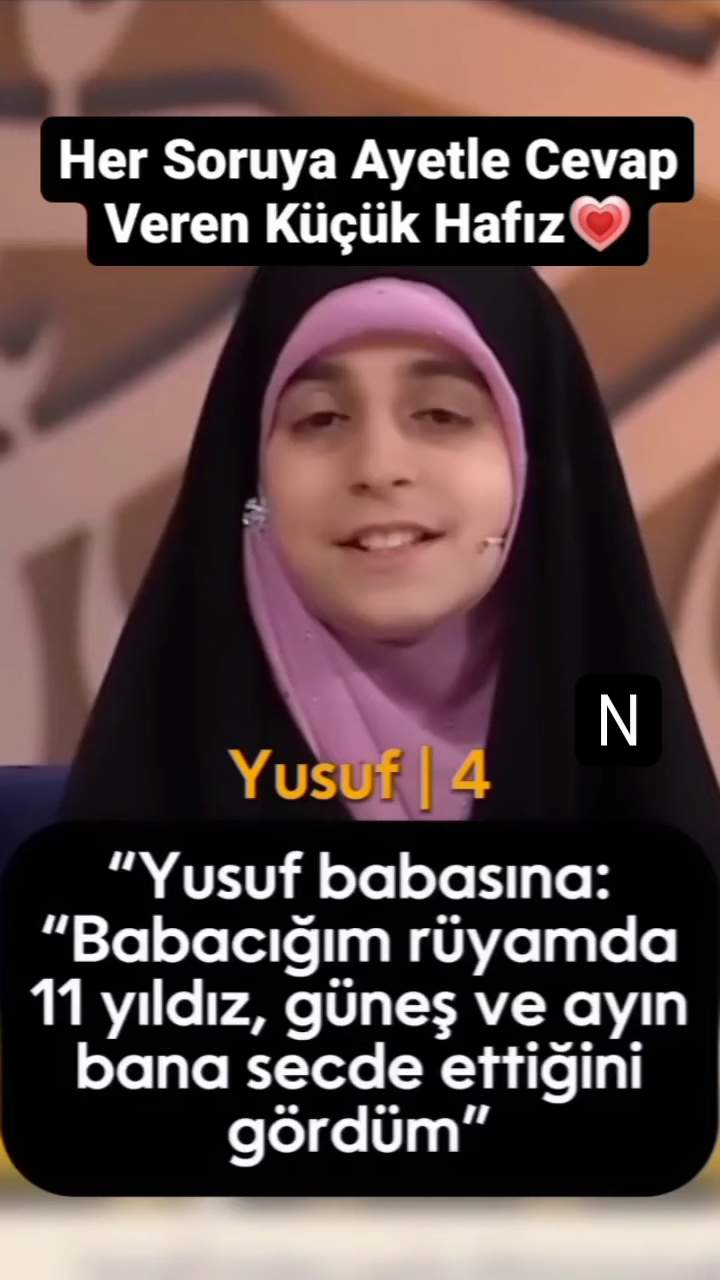 Her Soruya Ayetle Cevap
Veren Küçük Hafız💗
N
Yusuf | 4
“Yusuf babasına:
“Babacığım rüyamda
11 yıldız, güneş ve ayın
bana secde ettiğini
gördüm”